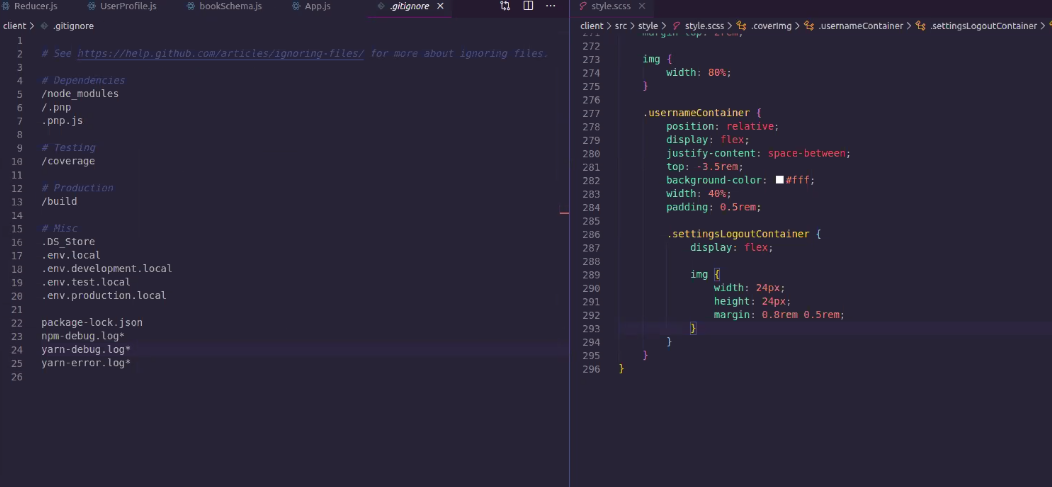 Reducer.js UserProfile.js bookSchema.js App.js .gitignore
client > .gitignore
1
2 # See https://help.github.com/articles/ignoring-files/ for more about ignoring files.
3
4 # Dependencies
5 /node_modules
6 /.pnp
7 .pnp.js
8
9 # Testing
10 /coverage
11
12 # Production
13 /build
14
15 # Misc
16 .DS_Store
17 .env.local
18 .env.development.local
19 .env.test.local
20 .env.production.local
21
22 package-lock.json
23 npm-debug.log*
24 yarn-debug.log*
25 yarn-error.log*
26
style.scss
client > src > style > style.scss > .coverImg > .usernameContainer > .settingsLogoutContainer >
271 margin-top: 2rem;
272
273 img {
274 width: 80%;
275 }
276
277 .usernameContainer {
278 position: relative;
279 display: flex;
280 justify-content: space-between;
281 top: -3.5rem;
282 background-color: #fff;
283 width: 40%;
284 padding: 0.5rem;
285
286 .settingsLogoutContainer {
287 display: flex;
288
289 img {
290 width: 24px;
291 height: 24px;
292 margin: 0.8rem 0.5rem;
293 }
294 }
295 }
296 }